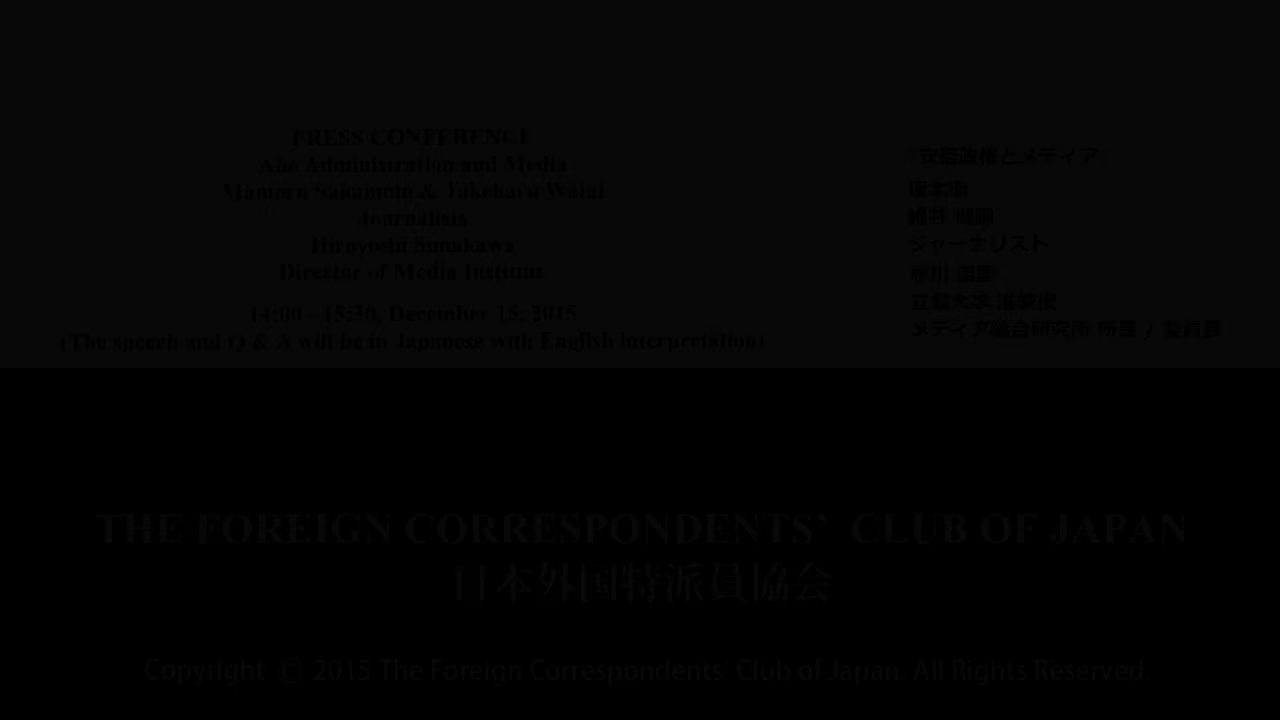 PRESS CONFERENCE
Abe Administration and Media
Mamoru Sakamoto & Takeharu Watai
Journalists
Hiroyoshi Sunakawa
Director of Media Institute
14:00 - 15:30, December 15, 2015
(The speech and Q & A will be in Japanese with English interpretation)
安倍政権とメディア
坂本衛
綿井 健陽
ジャーナリスト
砂川 浩慶
立教大学 准教授
メディア総合研究所 所長 / 委員長
THE FOREIGN CORRESPONDENTS' CLUB OF JAPAN
日本外国特派員協会
Copyright © 2015 The Foreign Correspondents' Club of Japan. All Rights Reserved.